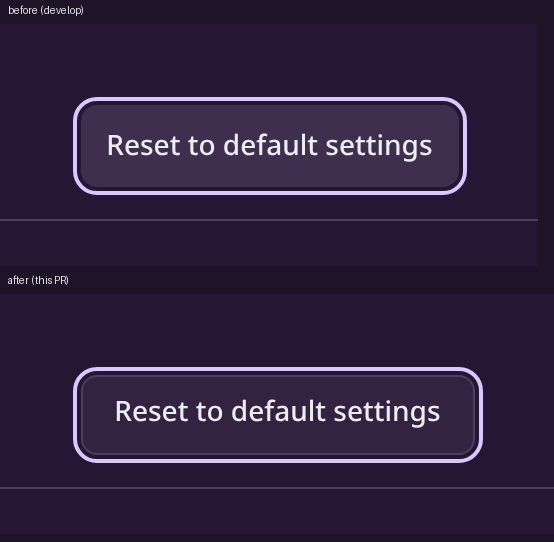 before (develop)
Reset to default settings
after (this PR)
Reset to default settings